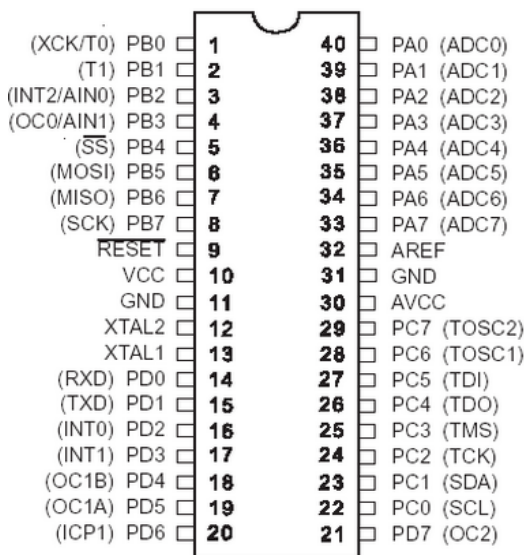 (XCK/T0) PB0 1 40 PA0 (ADC0)
(T1) PB1 2 39 PA1 (ADC1)
(INT2/AIN0) PB2 3 38 PA2 (ADC2)
(OC0/AIN1) PB3 4 37 PA3 (ADC3)
(SS) PB4 5 36 PA4 (ADC4)
(MOSI) PB5 6 35 PA5 (ADC5)
(MISO) PB6 7 34 PA6 (ADC6)
(SCK) PB7 8 33 PA7 (ADC7)
RESET 9 32 AREF
VCC 10 31 GND
GND 11 30 AVCC
XTAL2 12 29 PC7 (TOSC2)
XTAL1 13 28 PC6 (TOSC1)
(RXD) PD0 14 27 PC5 (TDI)
(TXD) PD1 15 26 PC4 (TDO)
(INT0) PD2 16 25 PC3 (TMS)
(INT1) PD3 17 24 PC2 (TCK)
(OC1B) PD4 18 23 PC1 (SDA)
(OC1A) PD5 19 22 PC0 (SCL)
(ICP1) PD6 20 21 PD7 (OC2)